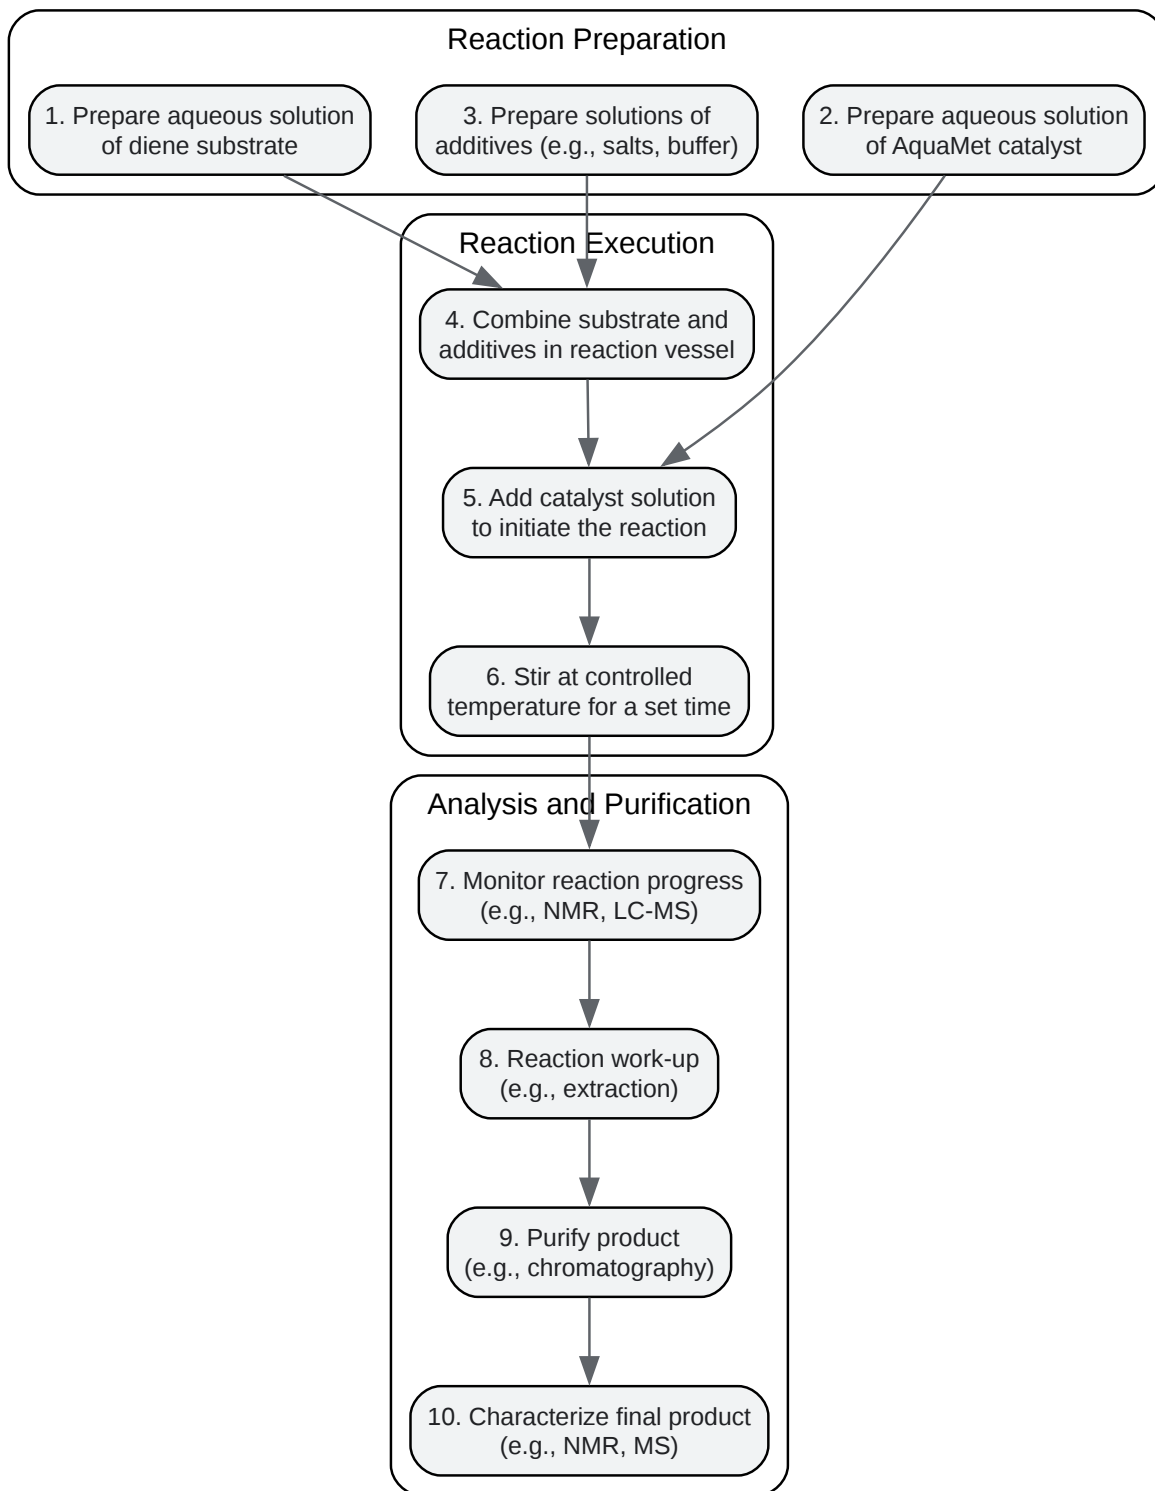 Reaction Preparation
1. Prepare aqueous solution
of diene substrate
3. Prepare solutions of
additives (e.g., salts, buffer)
2. Prepare aqueous solution
of AquaMet catalyst
Reaction Execution
4. Combine substrate and
additives in reaction vessel
5. Add catalyst solution
to initiate the reaction
6. Stir at controlled
temperature for a set time
Analysis and Purification
7. Monitor reaction progress
(e.g., NMR, LC-MS)
8. Reaction work-up
(e.g., extraction)
9. Purify product
(e.g., chromatography)
10. Characterize final product
(e.g., NMR, MS)